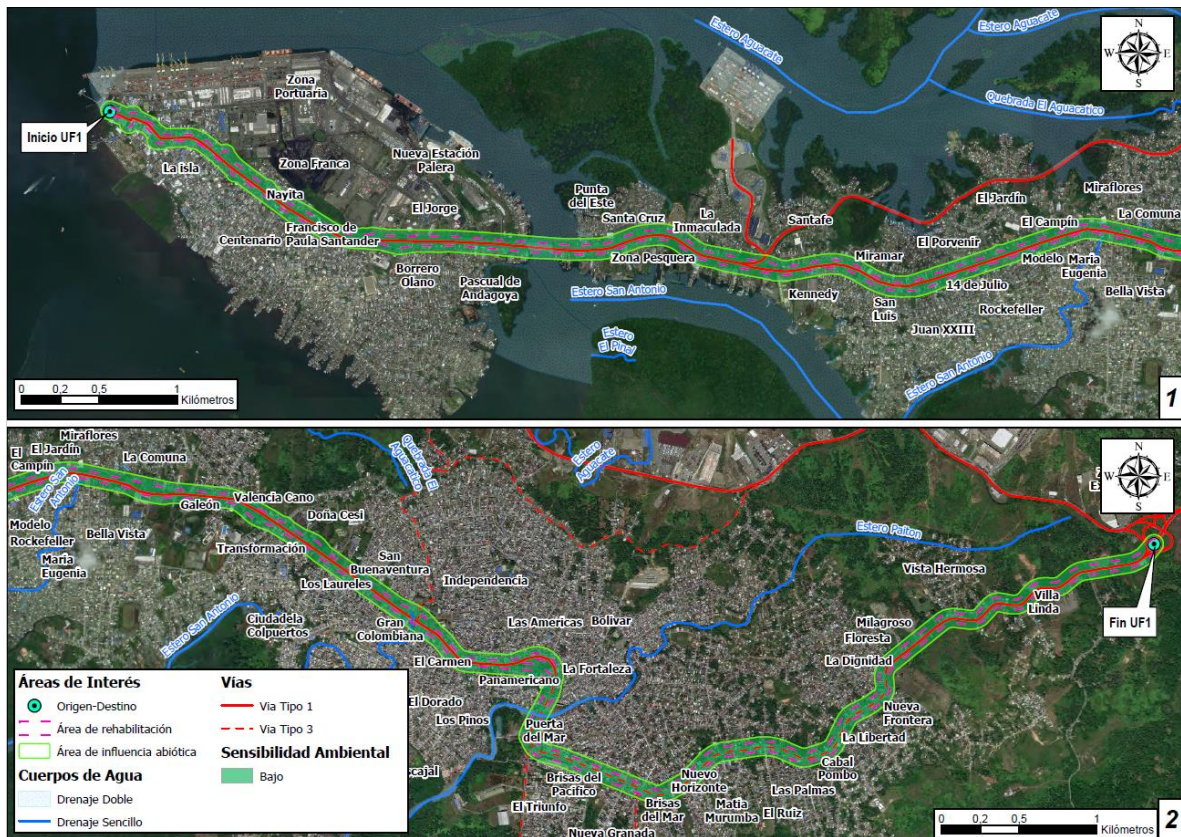 N
W E
S
Estero Aguacate
Estero Aguacate
Quebrada El Aguacatico
Zona
Portuaria
Inicio UF1
La isla
Zona Franca
Nueva Estación
Palera
Nayita
El Jorge
Centenario
Francisco de
Paula Santander
Borrero
Olano
Pascual de
Andagoya
Punta
del Este
Santa Cruz
La
Inmaculada
Zona Pesquera
Santafe
Estero San Antonio
Estero
El Pinal
Kennedy
Miramar
San
Luis
El Porvenir
El Jardín
El Campín
Miraflores
La Comuna
14 de Julio
Modelo
Maria
Eugenia
Bella Vista
Rockefeller
Juan XXIII
Estero San Antonio
0 0,2 0,5 1
Kilómetros
1
N
W E
S
Miraflores
El Jardín
El
Campín
La Comuna
Estero San
Antonio
Modelo
Rockefeller
Bella Vista
Maria
Eugenia
Galeón
Valencia Cano
Doña Cesi
Transformación
Los Laureles
San
Buenaventura
Quebrada El
Aguacatico
Estero
Aguacate
Independencia
Estero San Antonio
Ciudadela
Colpuertos
Gran
Colombiana
Las Americas
Bolivar
El Carmen
Panamericano
La Fortaleza
El Dorado
Los Pinos
Puerta
del Mar
Estero Paiton
Vista Hermosa
Villa
Linda
Fin UF1
Milagroso
Floresta
La Dignidad
Nueva
Frontera
La Libertad
Cabal
Pombo
Nuevo
Horizonte
Brisas del
Pacifico
El Triunfo
Brisas
del Mar
Matia
Murumba
Las Palmas
El Ruiz
Nueva Granada
Áreas de Interés
Origen-Destino
Área de rehabilitación
Área de influencia abiótica
Cuerpos de Agua
Drenaje Doble
Drenaje Sencillo
Vías
Via Tipo 1
Via Tipo 3
Sensibilidad Ambiental
Bajo
0 0,2 0,5 1
Kilómetros
2